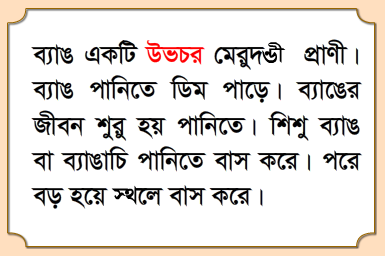 ব্যাঙ একটি উভচর মেরুদন্ডী প্রাণী।
ব্যাঙ পানিতে ডিম পাড়ে। ব্যাঙের
জীবন শুরু হয় পানিতে। শিশু ব্যাঙ
বা ব্যাঙাচি পানিতে বাস করে। পরে
বড় হয়ে স্থলে বাস করে।